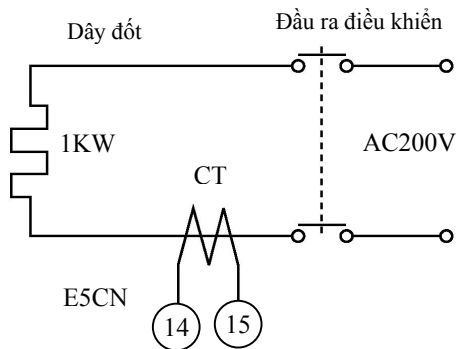 Dây đốt
Đầu ra điều khiển
1KW
AC200V
CT
E5CN
14
15